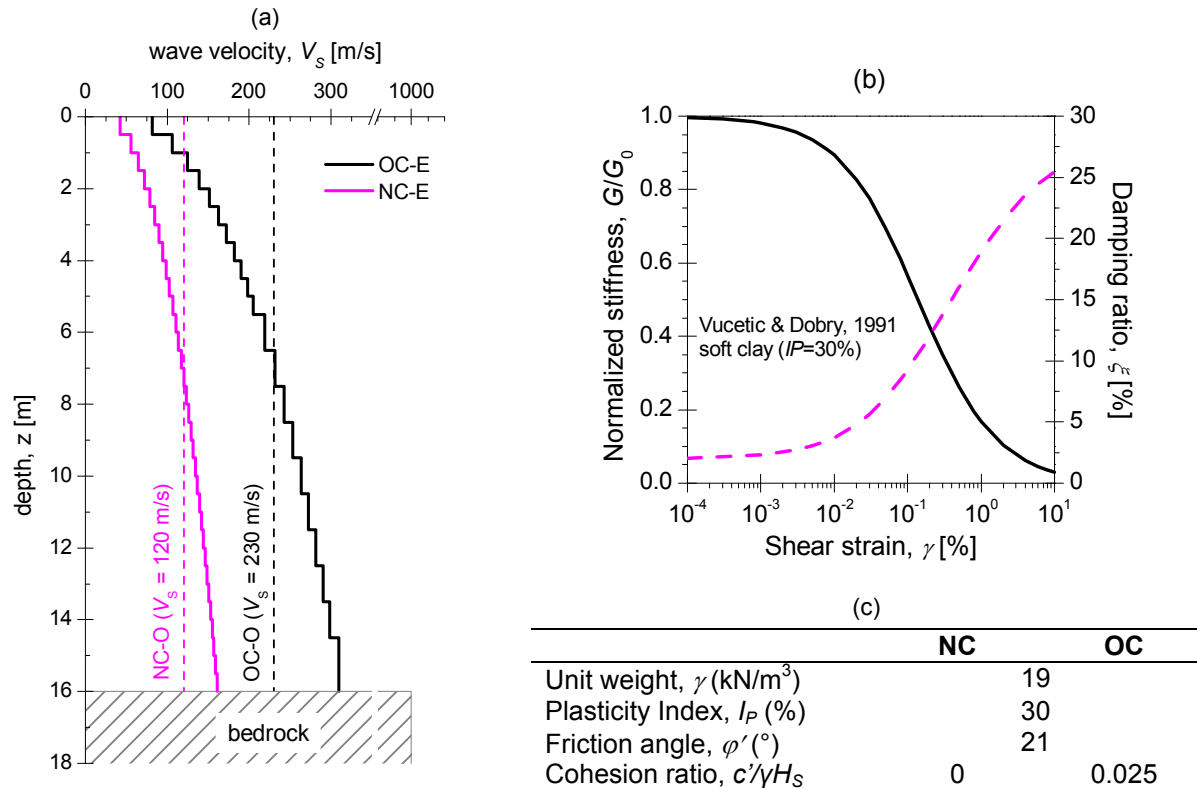 (a)
wave velocity, V_S [m/s]
0 100 200 300 1000
0
2
4
6
8
10
12
14
16
18
depth, z [m]
OC-E
NC-E
NC-O (V_s = 120 m/s)
OC-O (V_s = 230 m/s)
bedrock
(b)
1.0
0.8
0.6
0.4
0.2
0.0
Normalized stiffness, G/G_0
30
25
20
15
10
5
0
Damping ratio, ξ [%]
Vucetic & Dobry, 1991
soft clay (IP=30%)
10^-4 10^-3 10^-2 10^-1 10^0 10^1
Shear strain, γ [%]
(c)
NC OC
Unit weight, γ (kN/m³) 19
Plasticity Index, I_P (%) 30
Friction angle, φ′ (°) 21
Cohesion ratio, c'/γH_S 0 0.025